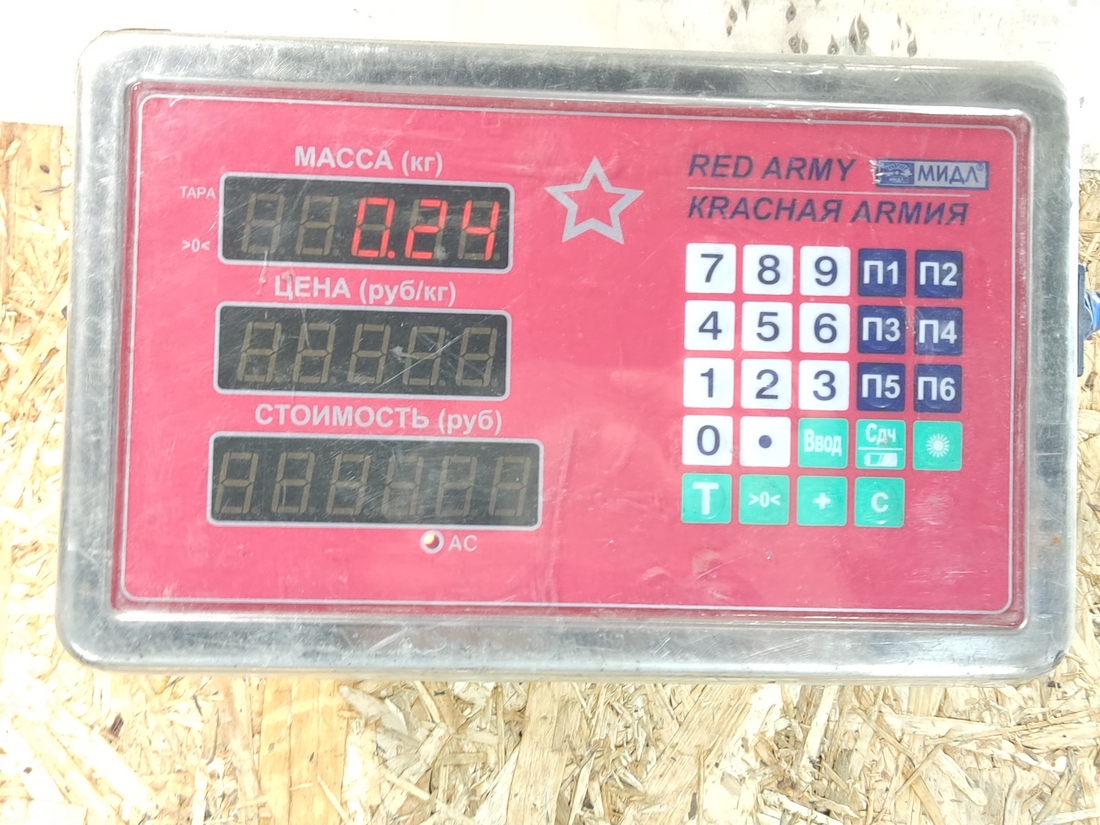 МАССА (кг)
ТАРА
>0<
0.24
ЦЕНА (руб/кг)
СТОИМОСТЬ (руб)
АС
RED ARMY
МИДЛ
КRАСНАЯ АRМИЯ
7 8 9 П1 П2
4 5 6 П3 П4
1 2 3 П5 П6
0 • Ввод Сдч
Т >0< + С